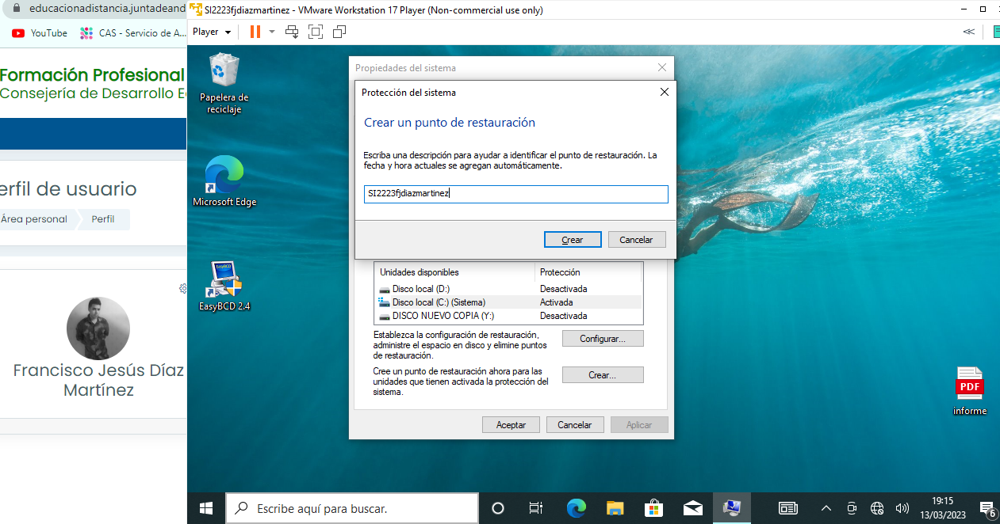 educacionadistancia.juntadeand
YouTube
CAS - Servicio de A...
Formación Profesional
Consejería de Desarrollo E
erfil de usuario
Área personal
Perfil
Francisco Jesús Díaz
Martínez
SI2223fjdiazmartinez - VMware Workstation 17 Player (Non-commercial use only)
Player
Papelera de
reciclaje
Microsoft Edge
EasyBCD
EasyBCD 2.4
Propiedades del sistema
Protección del sistema
Crear un punto de restauración
Escriba una descripción para ayudar a identificar el punto de restauración. La
fecha y hora actuales se agregan automáticamente.
SI2223fjdiazmartinez
Crear
Cancelar
Unidades disponibles
Protección
Disco local (D:)
Desactivada
Disco local (C:) (Sistema)
Activada
DISCO NUEVO COPIA (Y:)
Desactivada
Establezca la configuración de restauración,
administre el espacio en disco y elimine puntos
de restauración.
Configurar...
Cree un punto de restauración ahora para las
unidades que tienen activada la protección del
sistema.
Crear...
Aceptar
Cancelar
Aplicar
PDF
informe
Escribe aquí para buscar.
19:15
13/03/2023
6